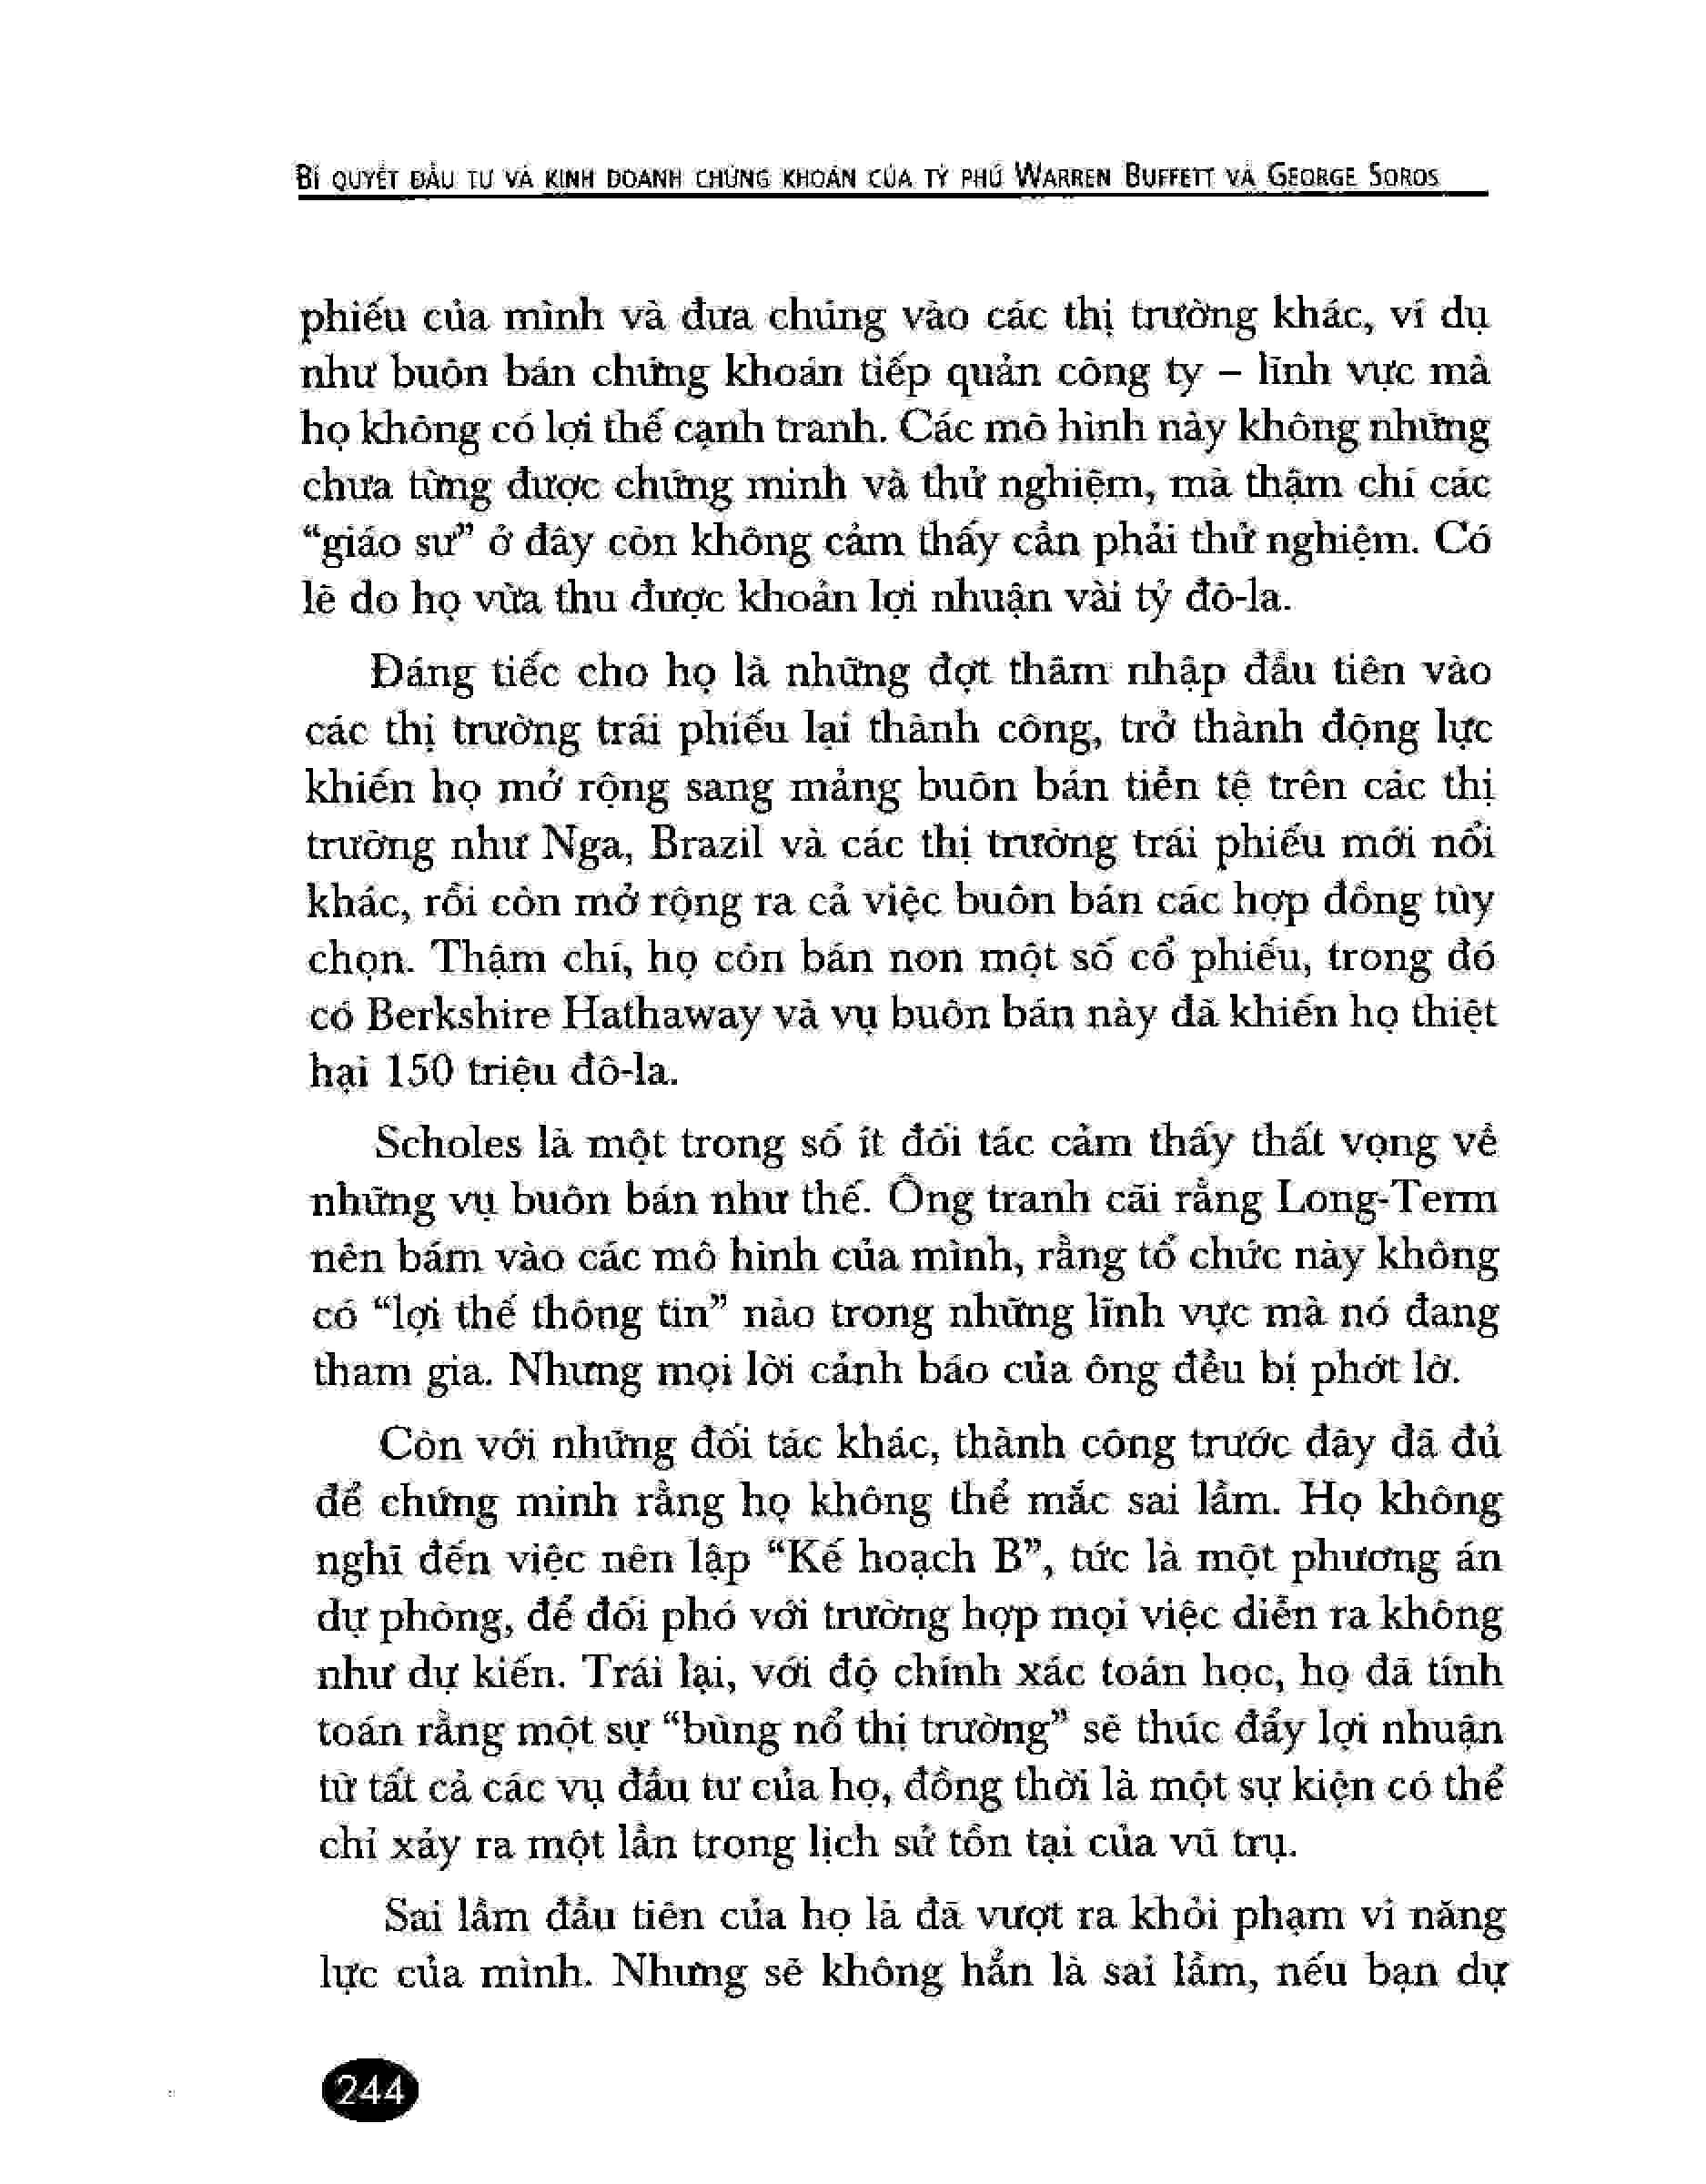 BÍ QUYẾT ĐẦU TƯ VÀ KINH DOANH CHỨNG KHOÁN CỦA TỶ PHÚ WARREN BUFFETT VÀ GEORGE SOROS
phiếu của mình và đưa chúng vào các thị trường khác, ví dụ
như buôn bán chứng khoán tiếp quản công ty – lĩnh vực mà
họ không có lợi thế cạnh tranh. Các mô hình này không những
chưa từng được chứng minh và thử nghiệm, mà thậm chí các
“giáo sư” ở đây còn không cảm thấy cần phải thử nghiệm. Có
lẽ do họ vừa thu được khoản lợi nhuận vài tỷ đô-la.
Đáng tiếc cho họ là những đợt thâm nhập đầu tiên vào
các thị trường trái phiếu lại thành công, trở thành động lực
khiến họ mở rộng sang mảng buôn bán tiền tệ trên các thị
trường như Nga, Brazil và các thị trường trái phiếu mới nổi
khác, rồi còn mở rộng ra cả việc buôn bán các hợp đồng tùy
chọn. Thậm chí, họ còn bán non một số cổ phiếu, trong đó
có Berkshire Hathaway và vụ buôn bán này đã khiến họ thiệt
hại 150 triệu đô-la.
Scholes là một trong số ít đối tác cảm thấy thất vọng về
những vụ buôn bán như thế. Ông tranh cãi rằng Long-Term
nên bám vào các mô hình của mình, rằng tổ chức này không
có “lợi thế thông tin” nào trong những lĩnh vực mà nó đang
tham gia. Nhưng mọi lời cảnh báo của ông đều bị phớt lờ.
Còn với những đối tác khác, thành công trước đây đã đủ
để chứng minh rằng họ không thể mắc sai lầm. Họ không
nghĩ đến việc nên lập “Kế hoạch B”, tức là một phương án
dự phòng, để đối phó với trường hợp mọi việc diễn ra không
như dự kiến. Trái lại, với độ chính xác toán học, họ đã tính
toán rằng một sự “bùng nổ thị trường” sẽ thúc đẩy lợi nhuận
từ tất cả các vụ đầu tư của họ, đồng thời là một sự kiện có thể
chỉ xảy ra một lần trong lịch sử tồn tại của vũ trụ.
Sai lầm đầu tiên của họ là đã vượt ra khỏi phạm vi năng
lực của mình. Nhưng sẽ không hẳn là sai lầm, nếu bạn dự
244